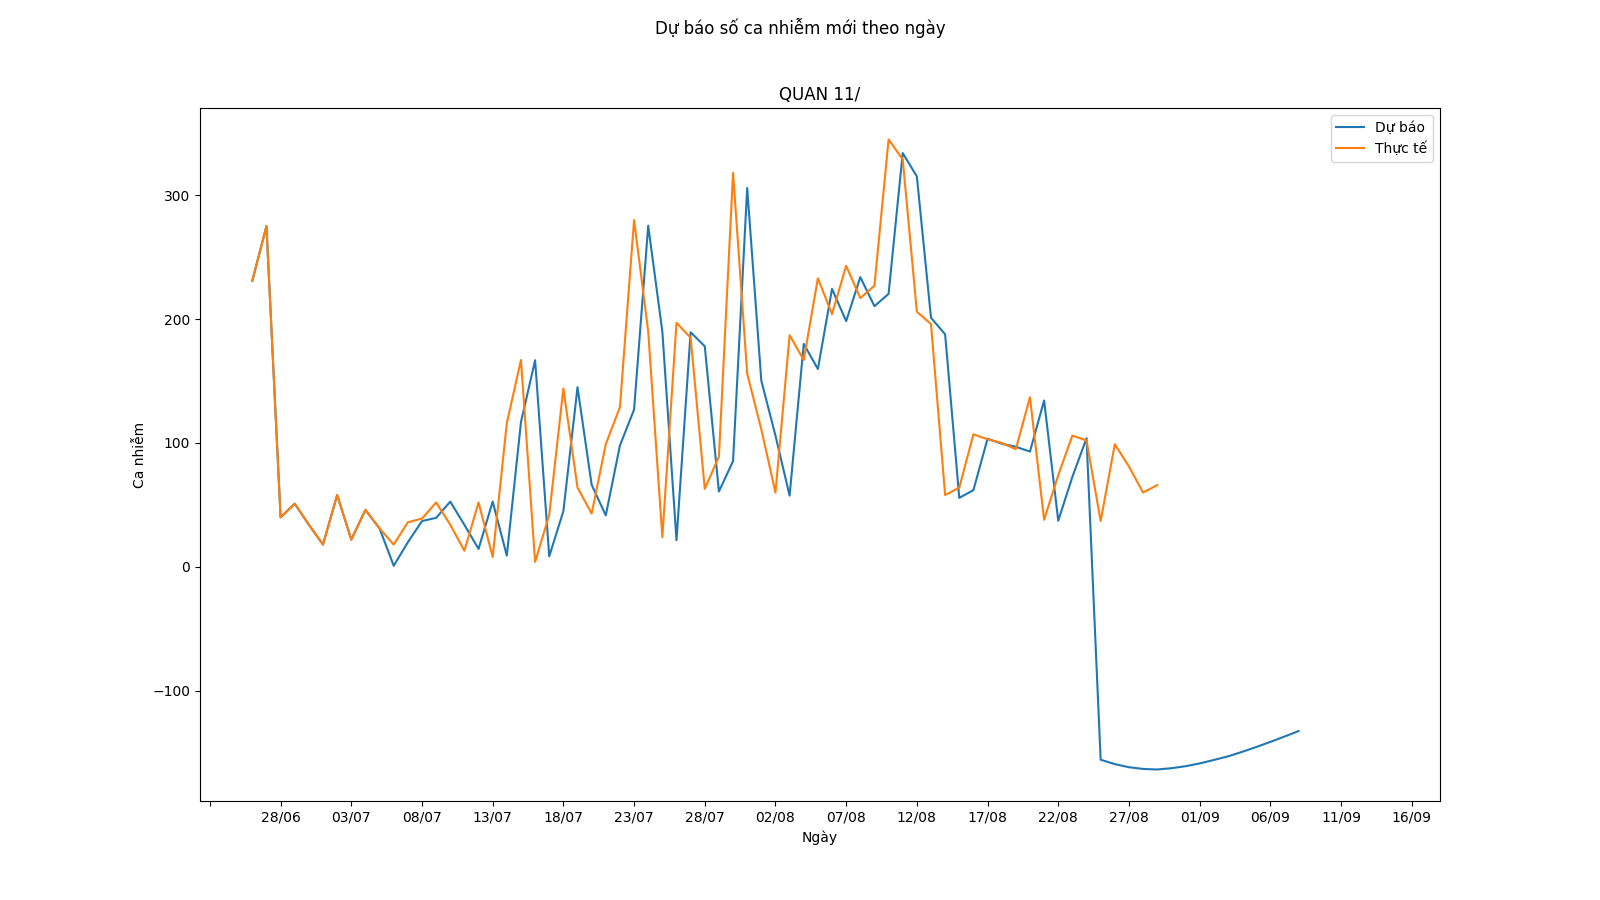 Dự báo số ca nhiễm mới theo ngày
QUAN 11/
Dự báo
Thực tế
Ca nhiễm
300
200
100
0
−100
28/06 03/07 08/07 13/07 18/07 23/07 28/07 02/08 07/08 12/08 17/08 22/08 27/08 01/09 06/09 11/09 16/09
Ngày